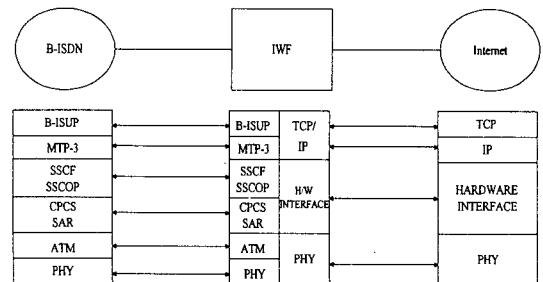 B-ISDN
IWF
Internet
B-ISUP
MTP-3
SSCF
SSCOP
CPCS
SAR
ATM
PHY
B-ISUP
MTP-3
SSCF
SSCOP
CPCS
SAR
ATM
PHY
TCP/
IP
H/W
INTERFACE
PHY
TCP
IP
HARDWARE
INTERFACE
PHY